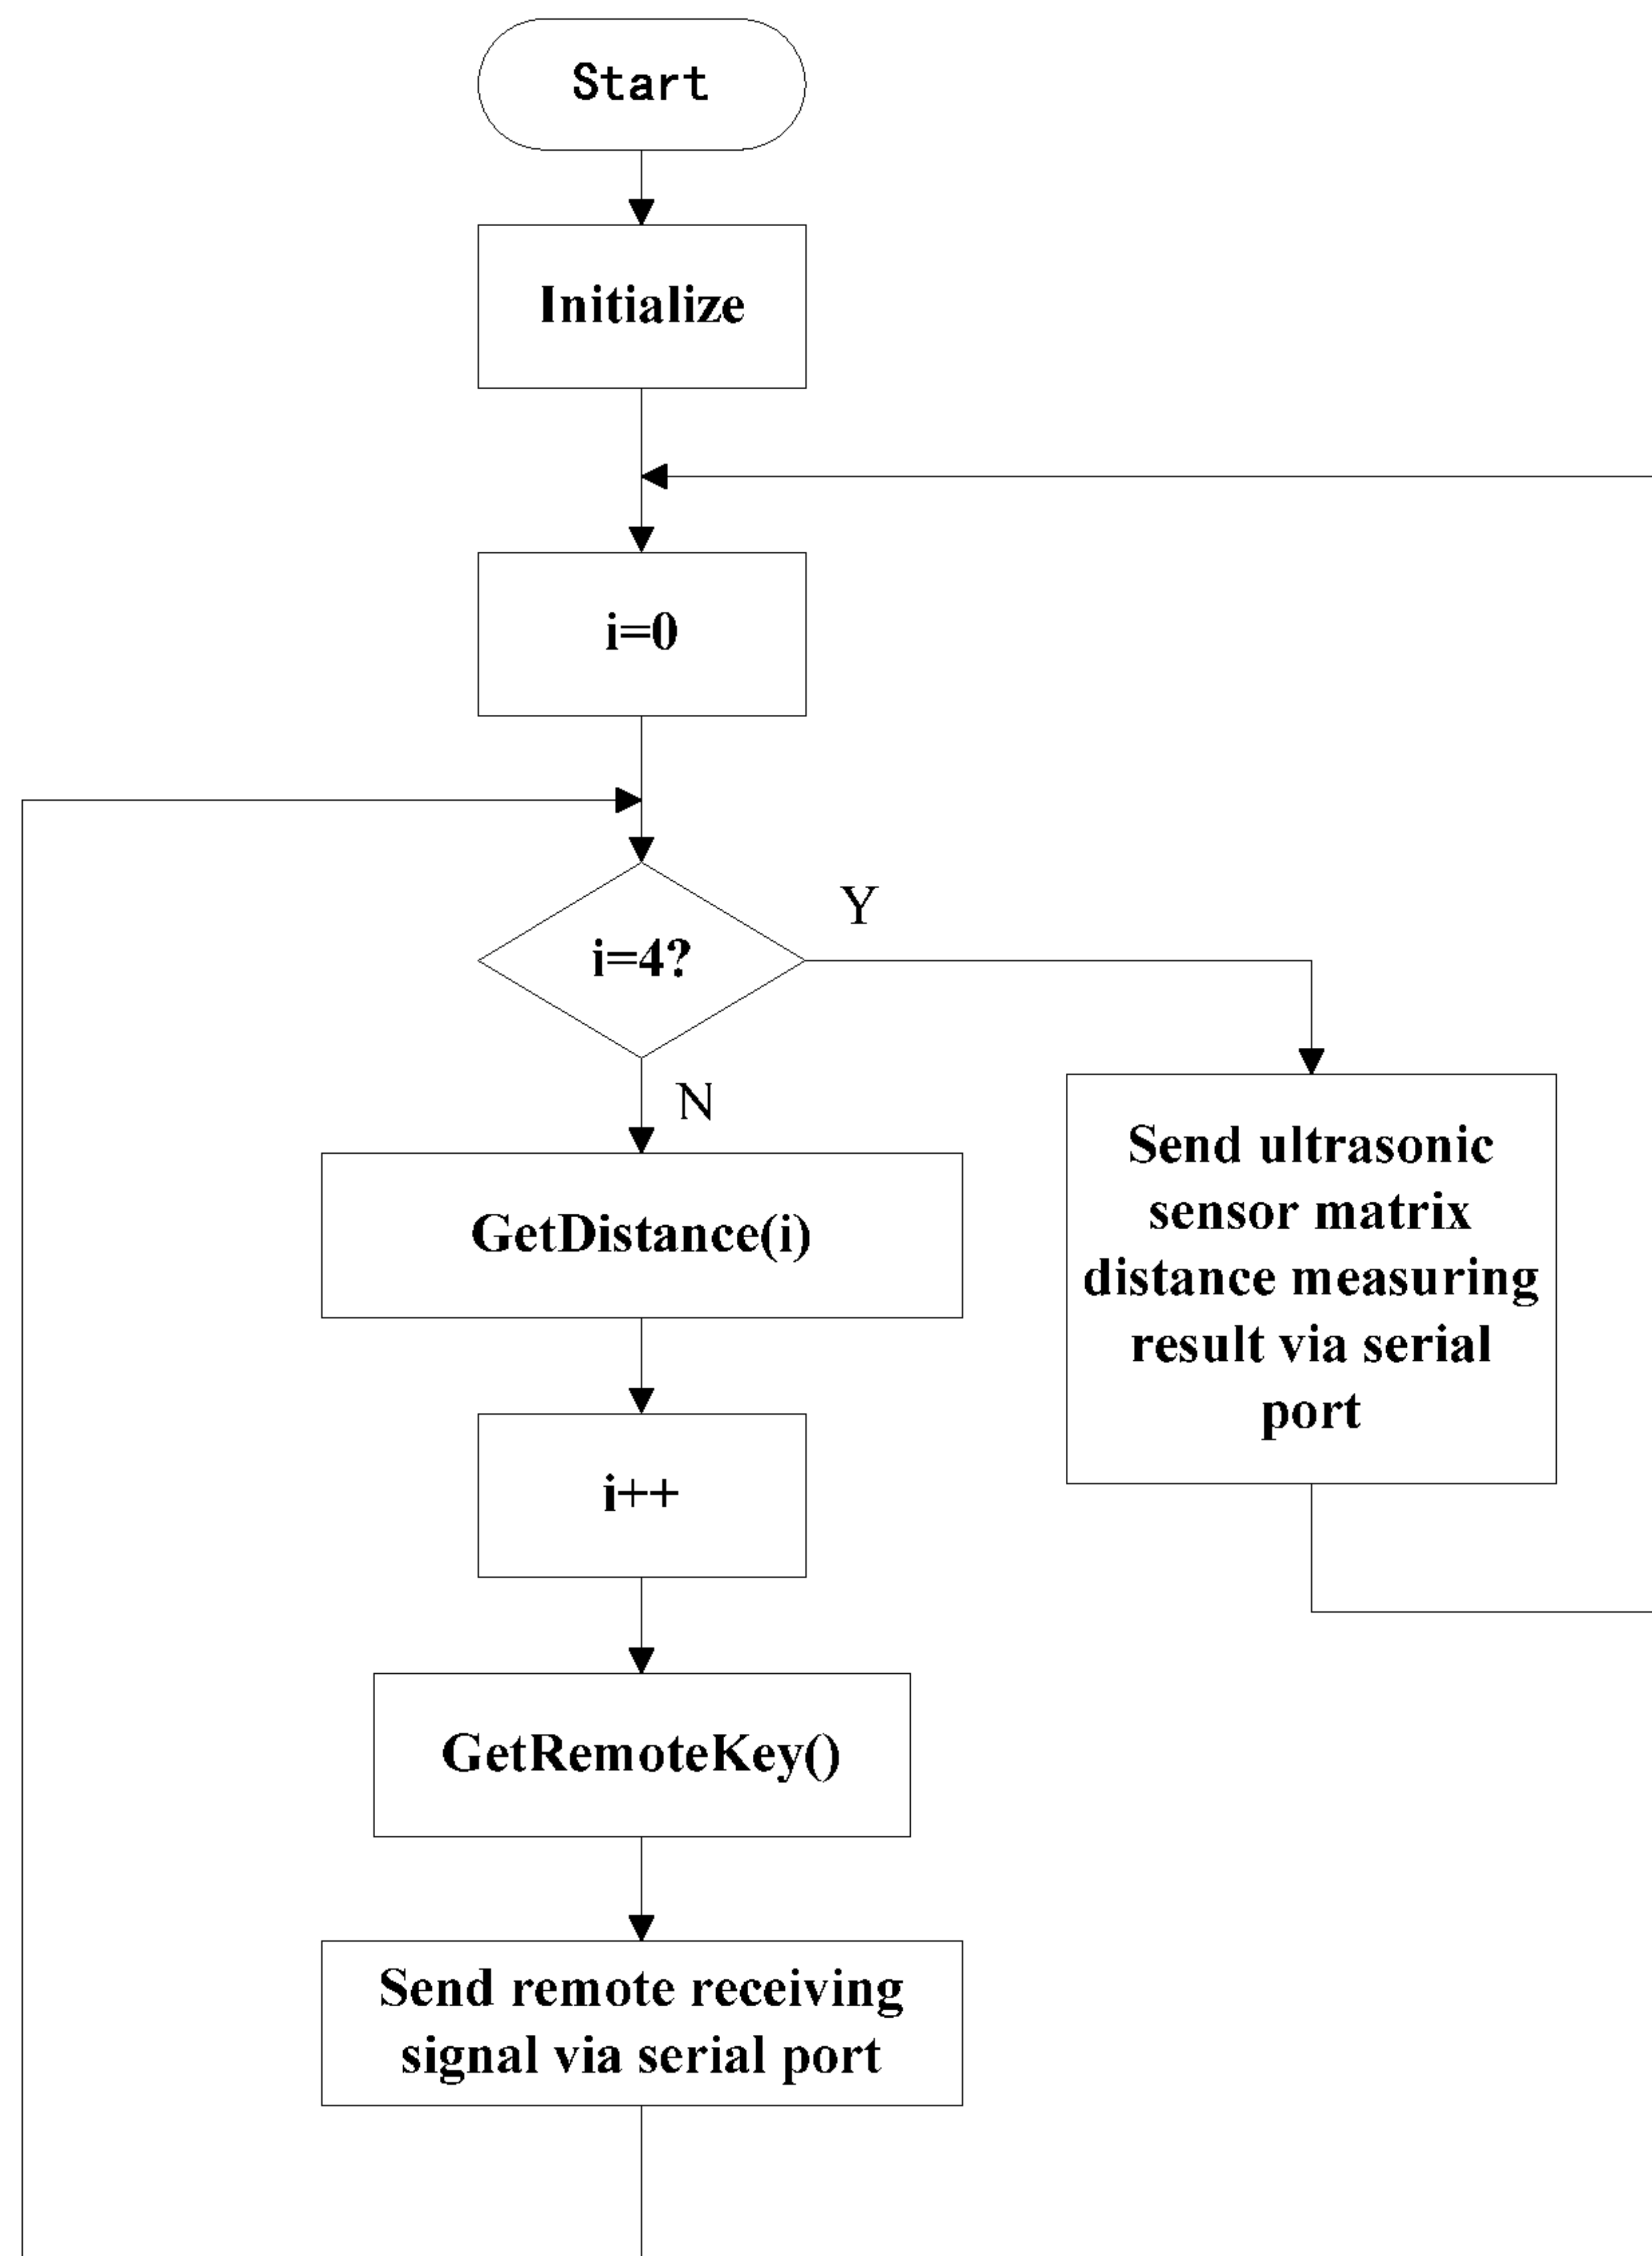 Start
Initialize
i=0
i=4?
Y
N
GetDistance(i)
i++
GetRemoteKey()
Send remote receiving
signal via serial port
Send ultrasonic
sensor matrix
distance measuring
result via serial
port